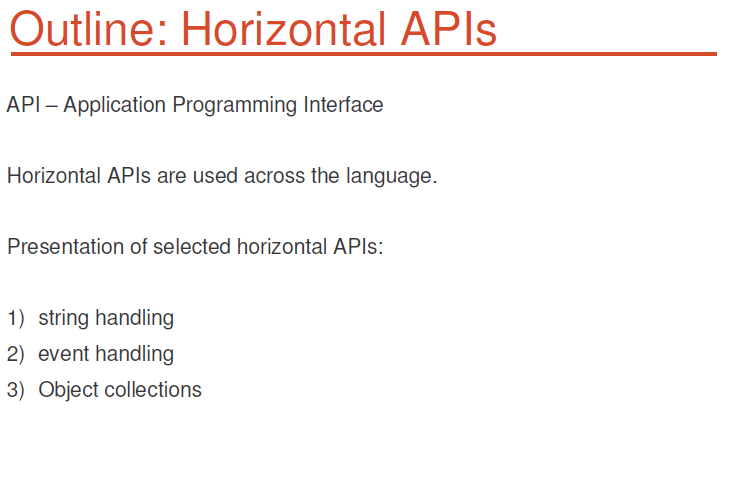 Outline: Horizontal APIs
API – Application Programming Interface
Horizontal APIs are used across the language.
Presentation of selected horizontal APIs:
1) string handling
2) event handling
3) Object collections